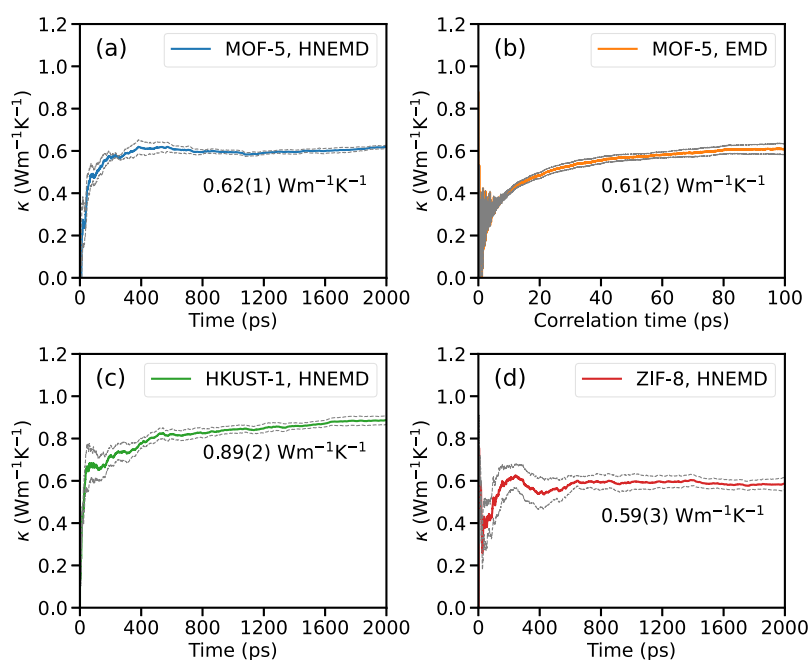 (a)
MOF-5, HNEMD
0.62(1) Wm⁻¹K⁻¹
κ (Wm⁻¹K⁻¹)
1.2
1.0
0.8
0.6
0.4
0.2
0.0
0 400 800 1200 1600 2000
Time (ps)
(b)
MOF-5, EMD
0.61(2) Wm⁻¹K⁻¹
κ (Wm⁻¹K⁻¹)
1.2
1.0
0.8
0.6
0.4
0.2
0.0
0 20 40 60 80 100
Correlation time (ps)
(c)
HKUST-1, HNEMD
0.89(2) Wm⁻¹K⁻¹
κ (Wm⁻¹K⁻¹)
1.2
1.0
0.8
0.6
0.4
0.2
0.0
0 400 800 1200 1600 2000
Time (ps)
(d)
ZIF-8, HNEMD
0.59(3) Wm⁻¹K⁻¹
κ (Wm⁻¹K⁻¹)
1.2
1.0
0.8
0.6
0.4
0.2
0.0
0 400 800 1200 1600 2000
Time (ps)